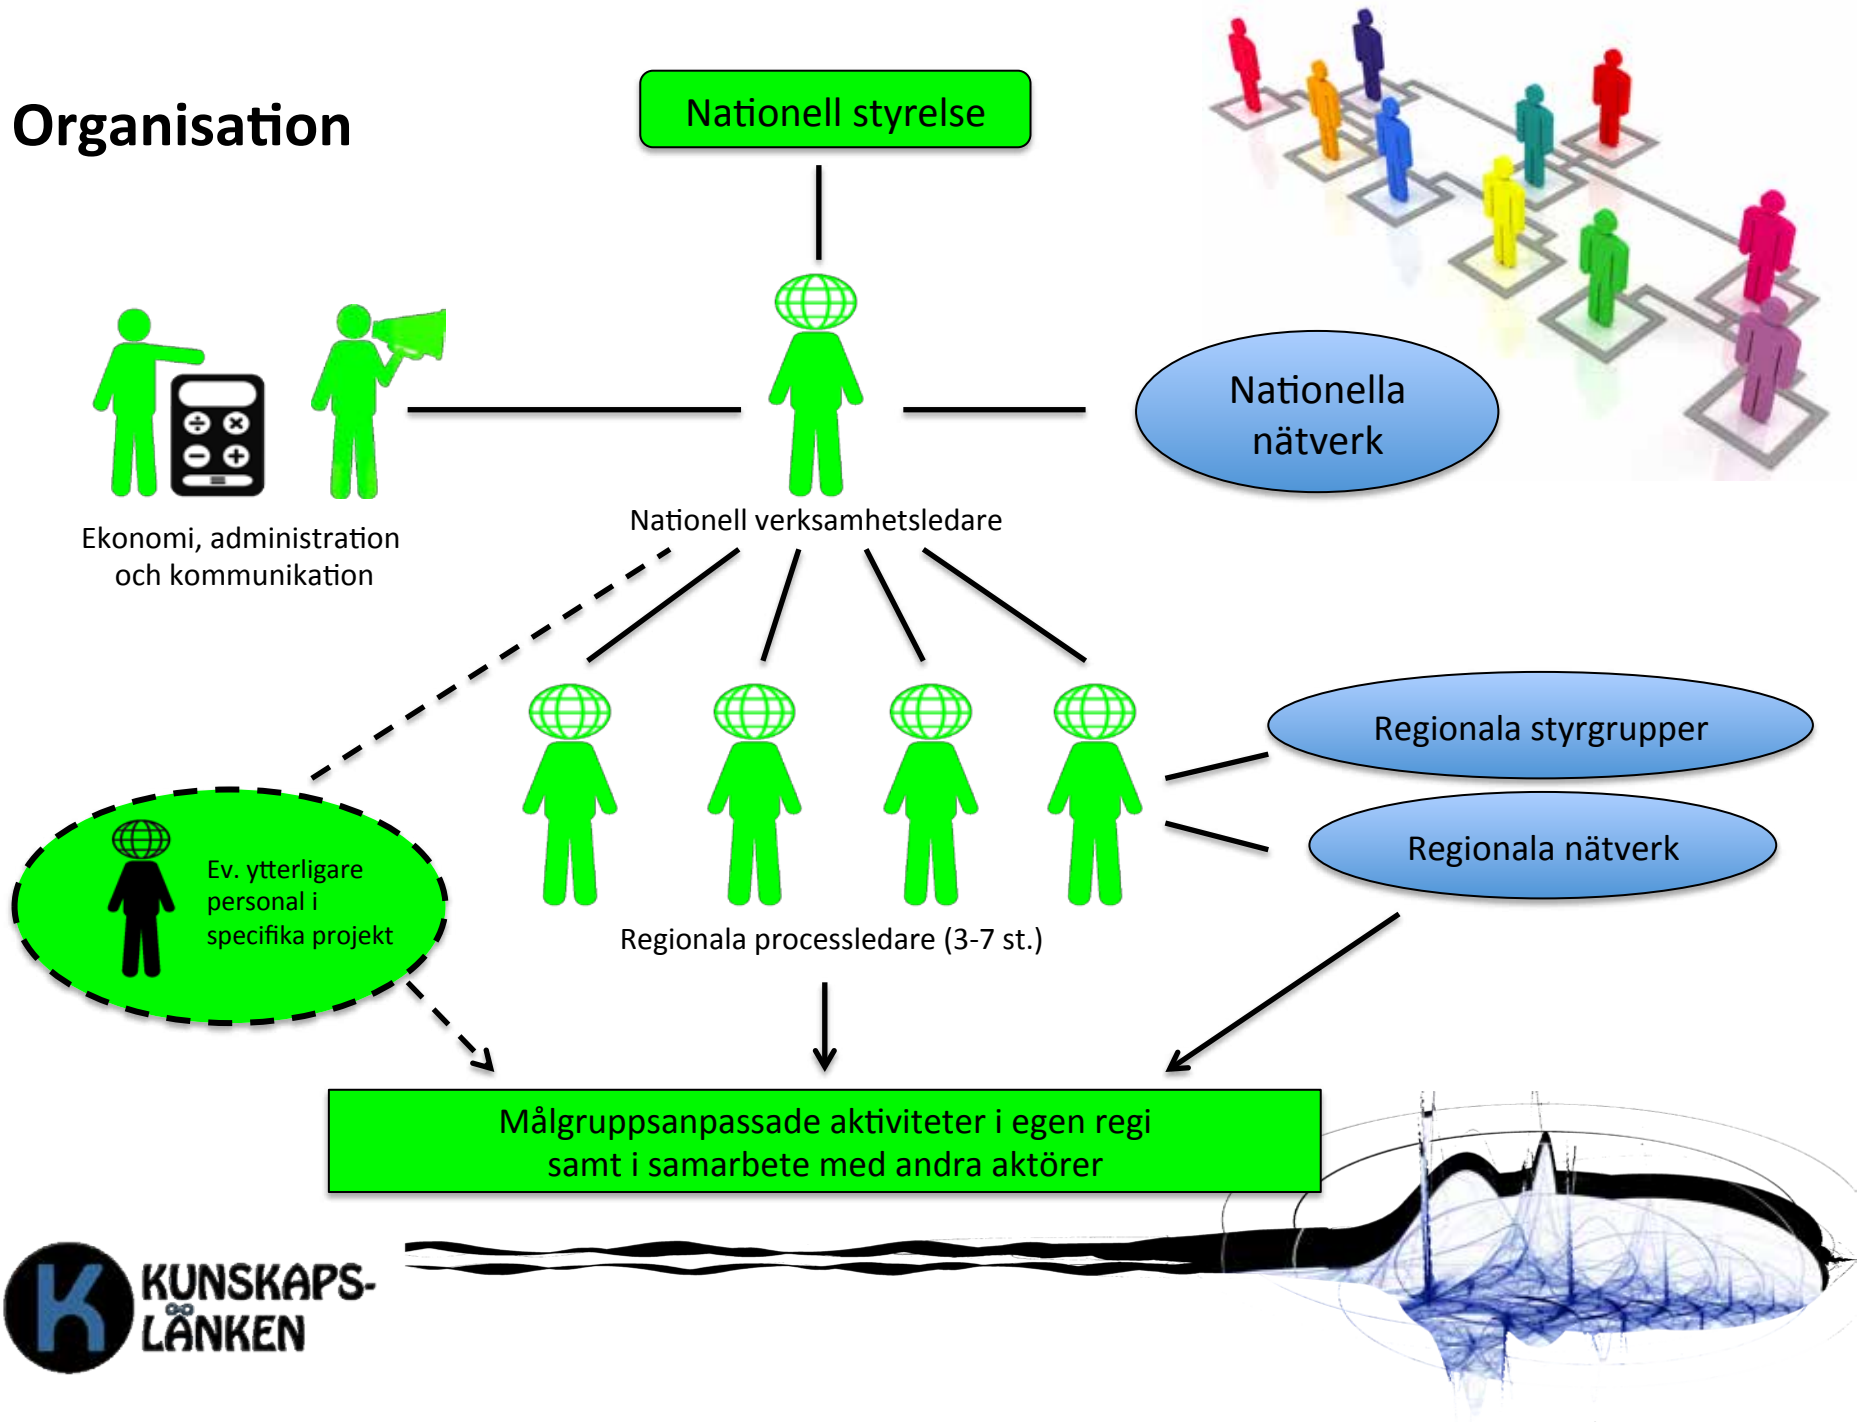 Organisation
Nationell styrelse
Nationella
nätverk
Ekonomi, administration
och kommunikation
Nationell verksamhetsledare
Regionala styrgrupper
Regionala nätverk
Ev. ytterligare
personal i
specifika projekt
Regionala processledare (3-7 st.)
Målgruppsanpassade aktiviteter i egen regi
samt i samarbete med andra aktörer
K
KUNSKAPS-
LÄNKEN